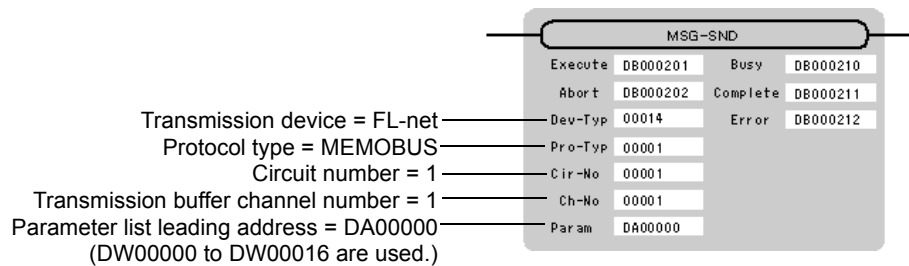 MSG-SND
Execute DB000201 Busy DB000210
Abort DB000202 Complete DB000211
Transmission device = FL-net Dev-Typ 00014 Error DB000212
Protocol type = MEMOBUS Pro-Typ 00001
Circuit number = 1 Cir-No 00001
Transmission buffer channel number = 1 Ch-No 00001
Parameter list leading address = DA00000 Param DA00000
(DW00000 to DW00016 are used.)